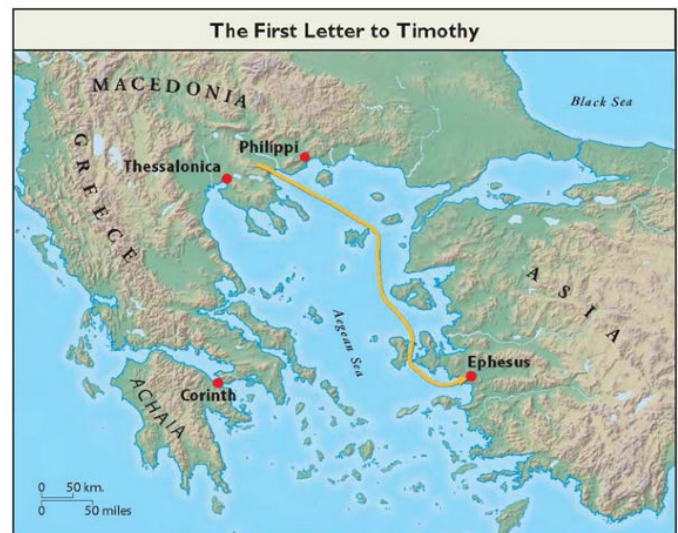 The First Letter to Timothy
MACEDONIA
Black Sea
Philippi
Thessalonica
GREECE
ASIA
Aegean Sea
Ephesus
Corinth
ACHAIA
0 50 km.
0 50 miles